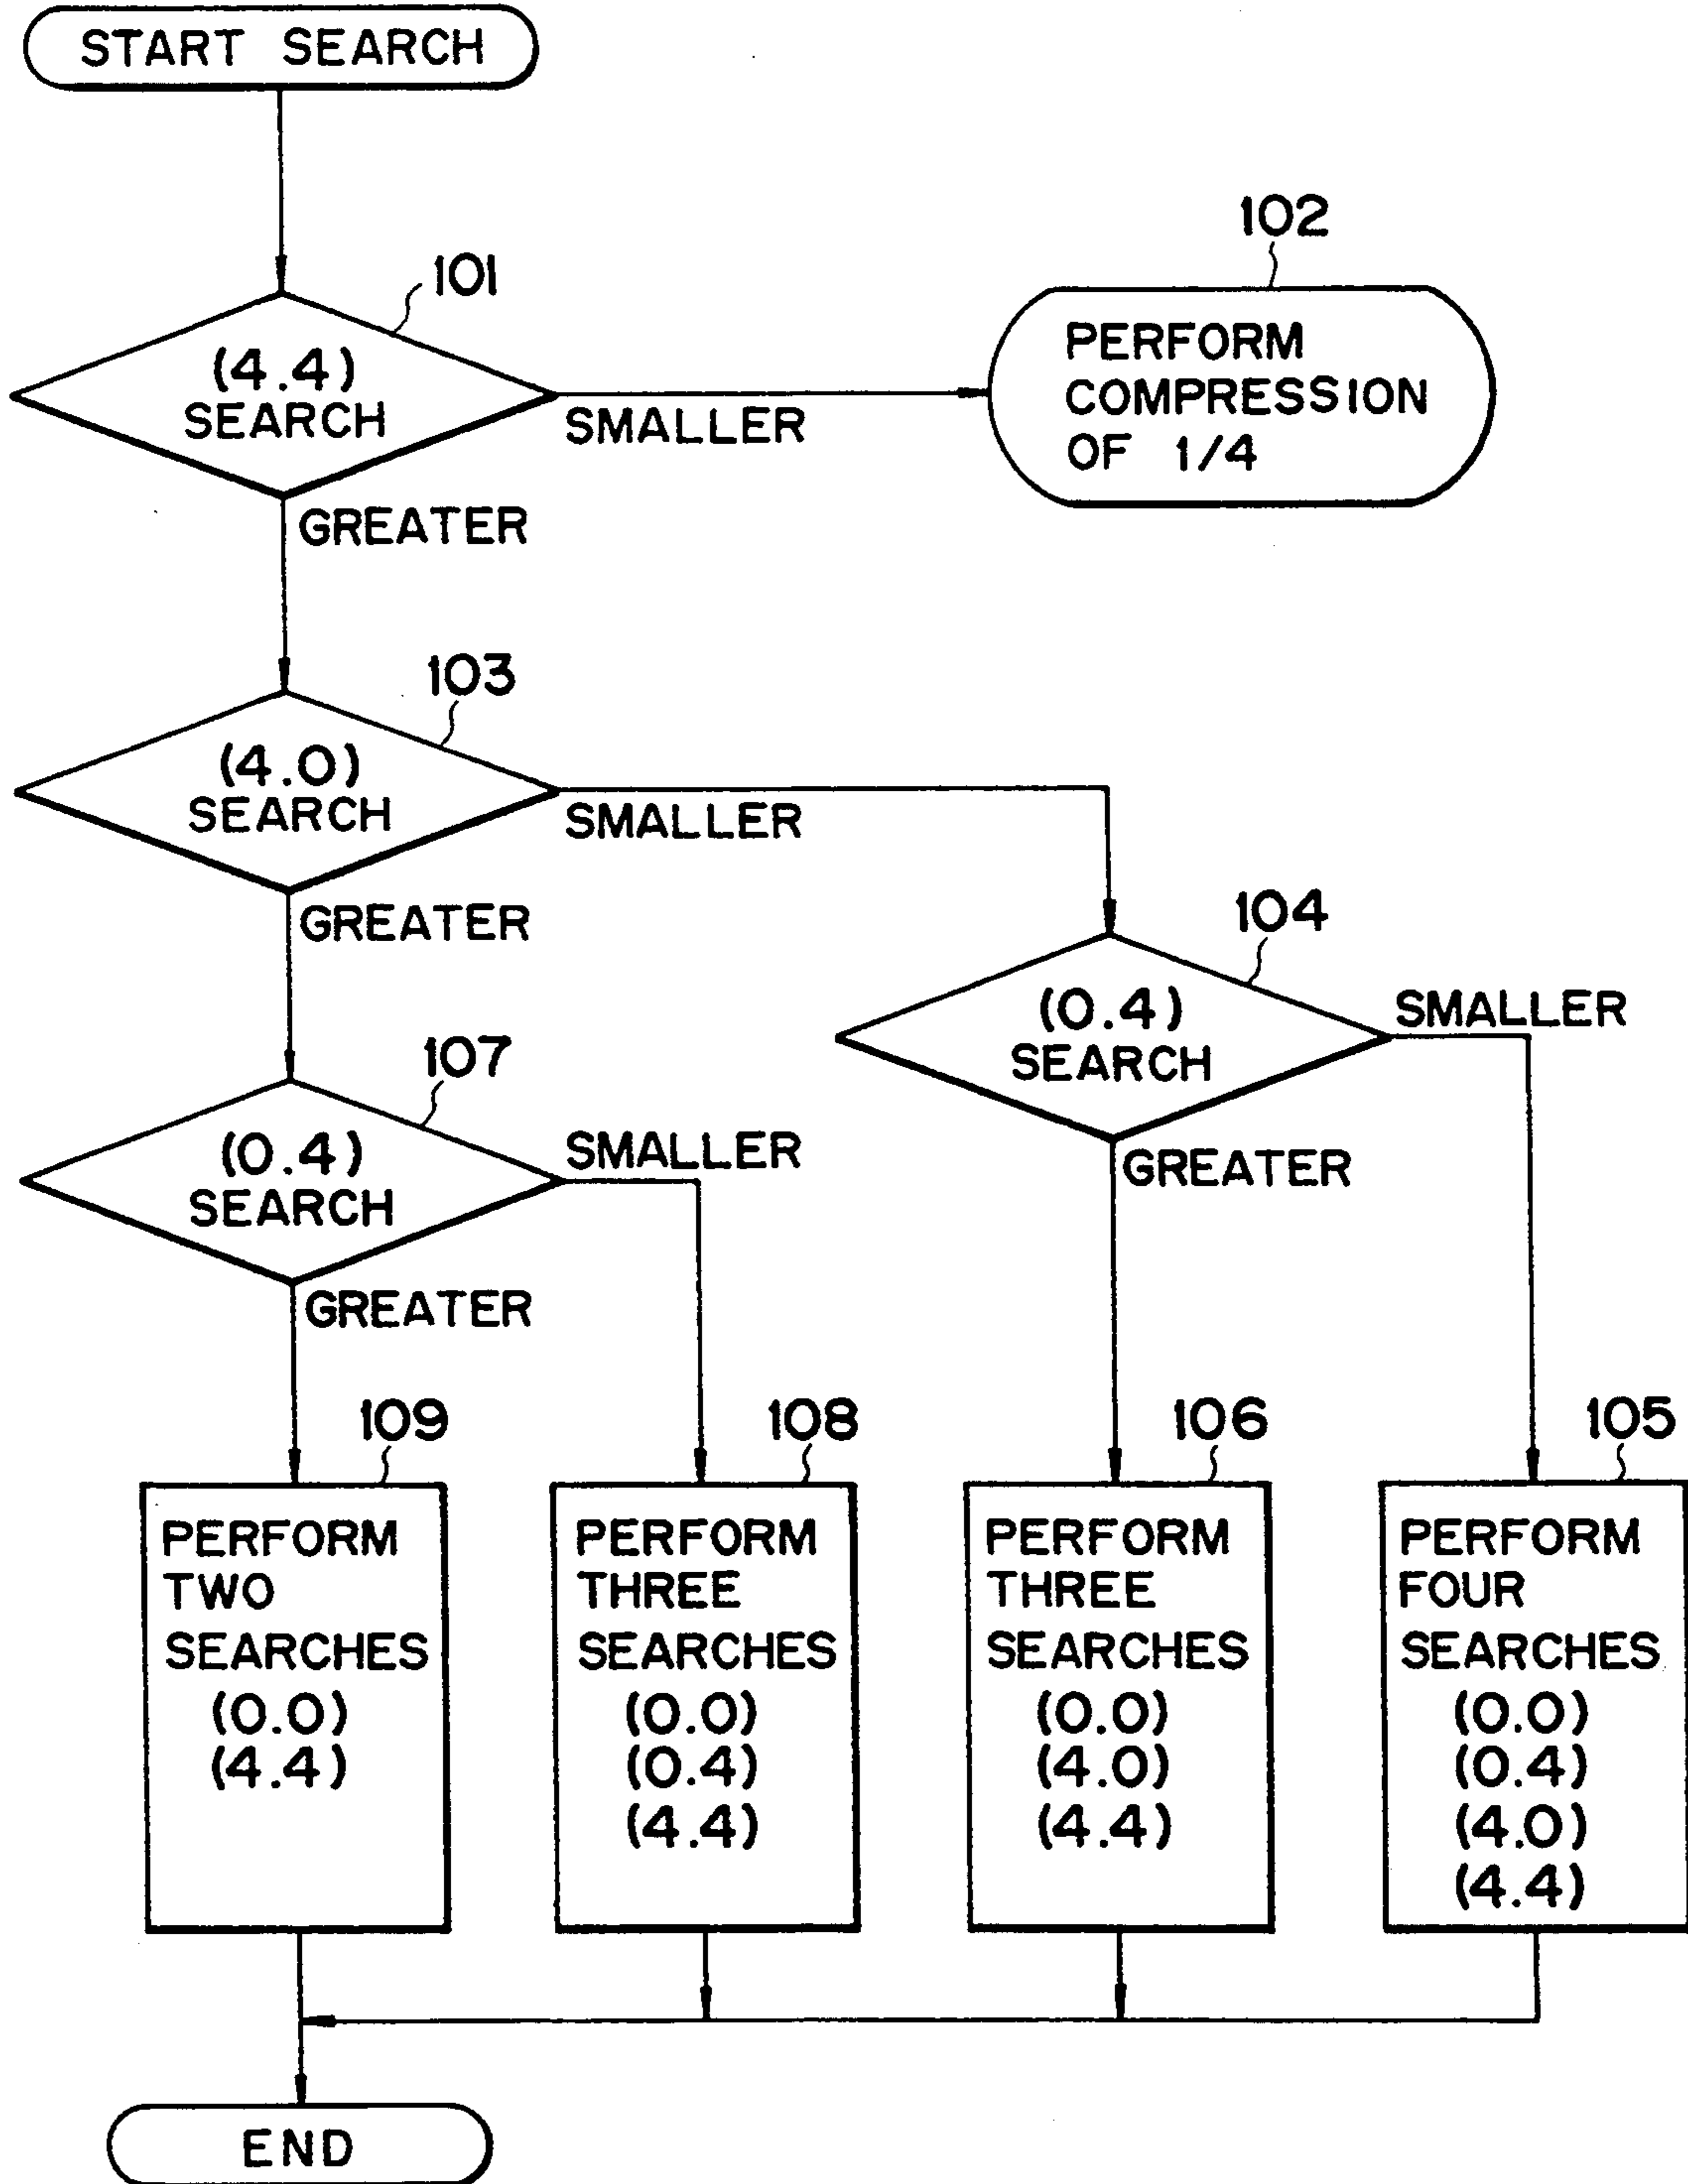 START SEARCH
101
(4.4)
SEARCH
SMALLER
GREATER
102
PERFORM
COMPRESSION
OF 1/4
103
(4.0)
SEARCH
SMALLER
GREATER
104
(0.4)
SEARCH
SMALLER
GREATER
107
(0.4)
SEARCH
SMALLER
GREATER
109
PERFORM
TWO
SEARCHES
(0.0)
(4.4)
108
PERFORM
THREE
SEARCHES
(0.0)
(0.4)
(4.4)
106
PERFORM
THREE
SEARCHES
(0.0)
(4.0)
(4.4)
105
PERFORM
FOUR
SEARCHES
(0.0)
(0.4)
(4.0)
(4.4)
END